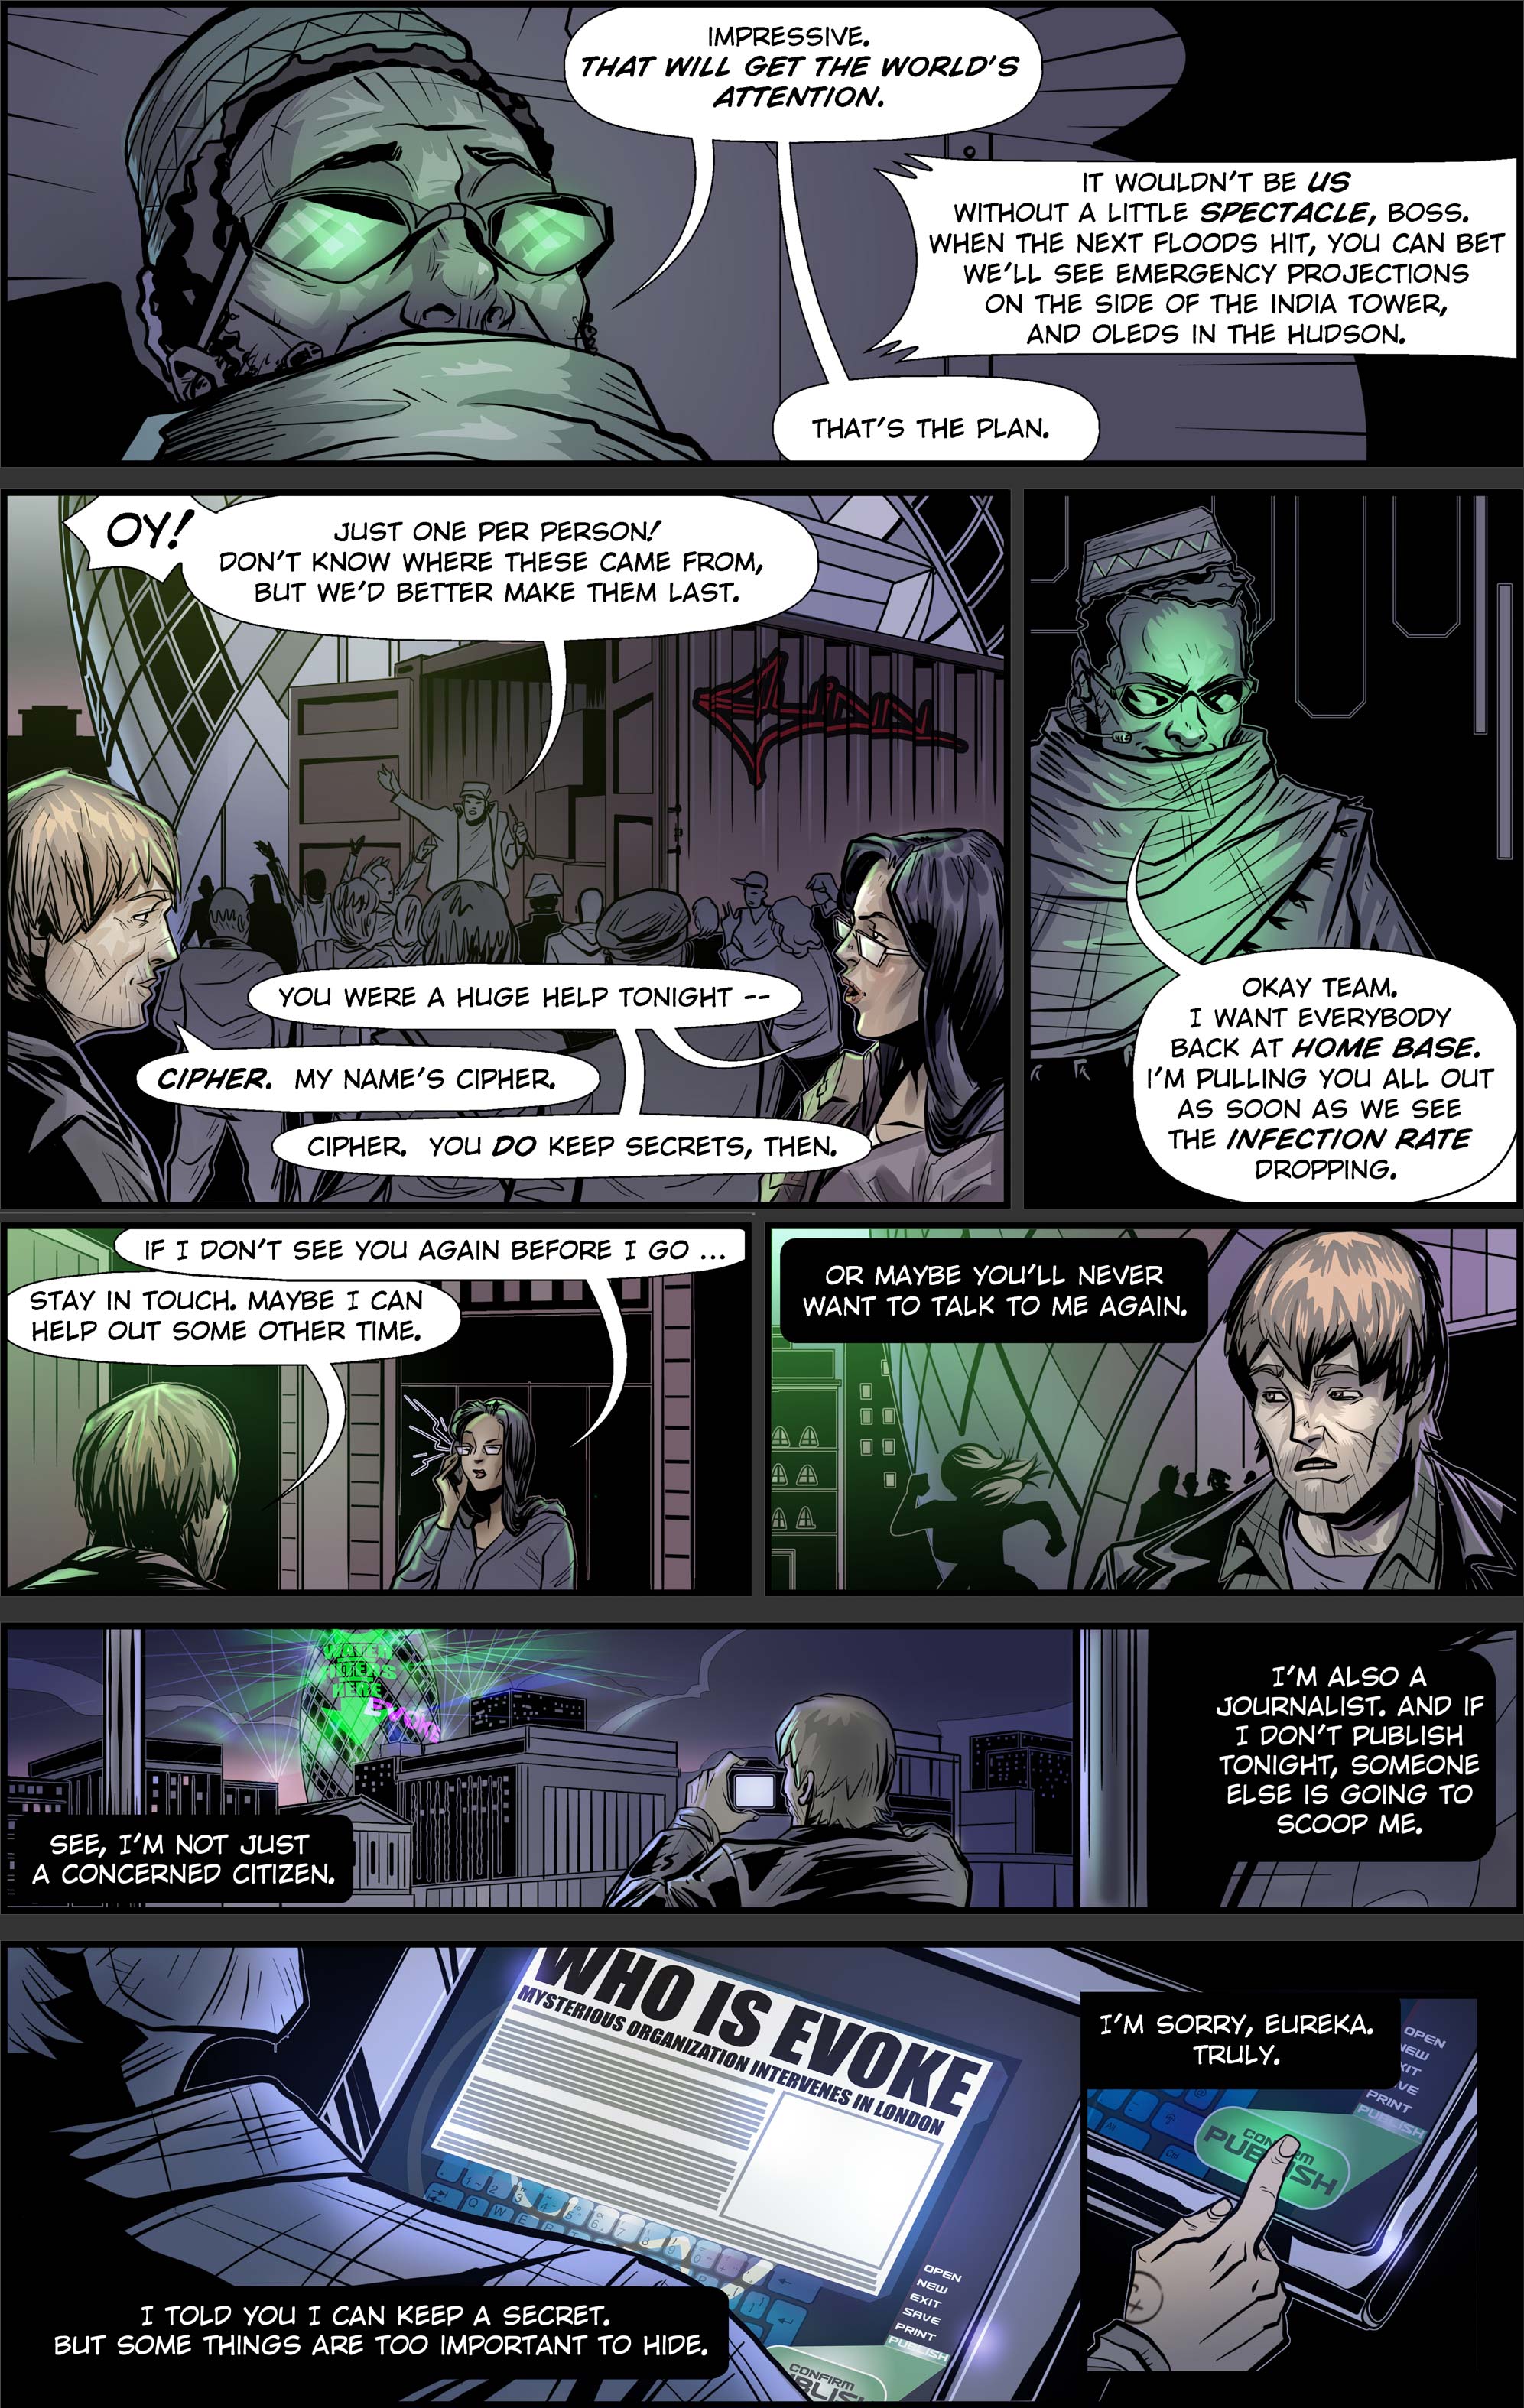 IMPRESSIVE.
THAT WILL GET THE WORLD'S
ATTENTION.
IT WOULDN'T BE US
WITHOUT A LITTLE SPECTACLE, BOSS.
WHEN THE NEXT FLOODS HIT, YOU CAN BET
WE'LL SEE EMERGENCY PROJECTIONS
ON THE SIDE OF THE INDIA TOWER,
AND OLEDS IN THE HUDSON.
THAT'S THE PLAN.
OY!
JUST ONE PER PERSON!
DON'T KNOW WHERE THESE CAME FROM,
BUT WE'D BETTER MAKE THEM LAST.
YOU WERE A HUGE HELP TONIGHT --
CIPHER. MY NAME'S CIPHER.
CIPHER. YOU DO KEEP SECRETS, THEN.
OKAY TEAM.
I WANT EVERYBODY
BACK AT HOME BASE.
I'M PULLING YOU ALL OUT
AS SOON AS WE SEE
THE INFECTION RATE
DROPPING.
IF I DON'T SEE YOU AGAIN BEFORE I GO ...
STAY IN TOUCH. MAYBE I CAN
HELP OUT SOME OTHER TIME.
OR MAYBE YOU'LL NEVER
WANT TO TALK TO ME AGAIN.
WATER
FILTERS
HERE
EVOKE
SEE, I'M NOT JUST
A CONCERNED CITIZEN.
I'M ALSO A
JOURNALIST. AND IF
I DON'T PUBLISH
TONIGHT, SOMEONE
ELSE IS GOING TO
SCOOP ME.
WHO IS EVOKE
MYSTERIOUS ORGANIZATION INTERVENES IN LONDON
OPEN
NEW
EXIT
SAVE
PRINT
PUBLISH
CONFIRM
I TOLD YOU I CAN KEEP A SECRET.
BUT SOME THINGS ARE TOO IMPORTANT TO HIDE.
I'M SORRY, EUREKA.
TRULY.
OPEN
NEW
PRINT
PUBLISH